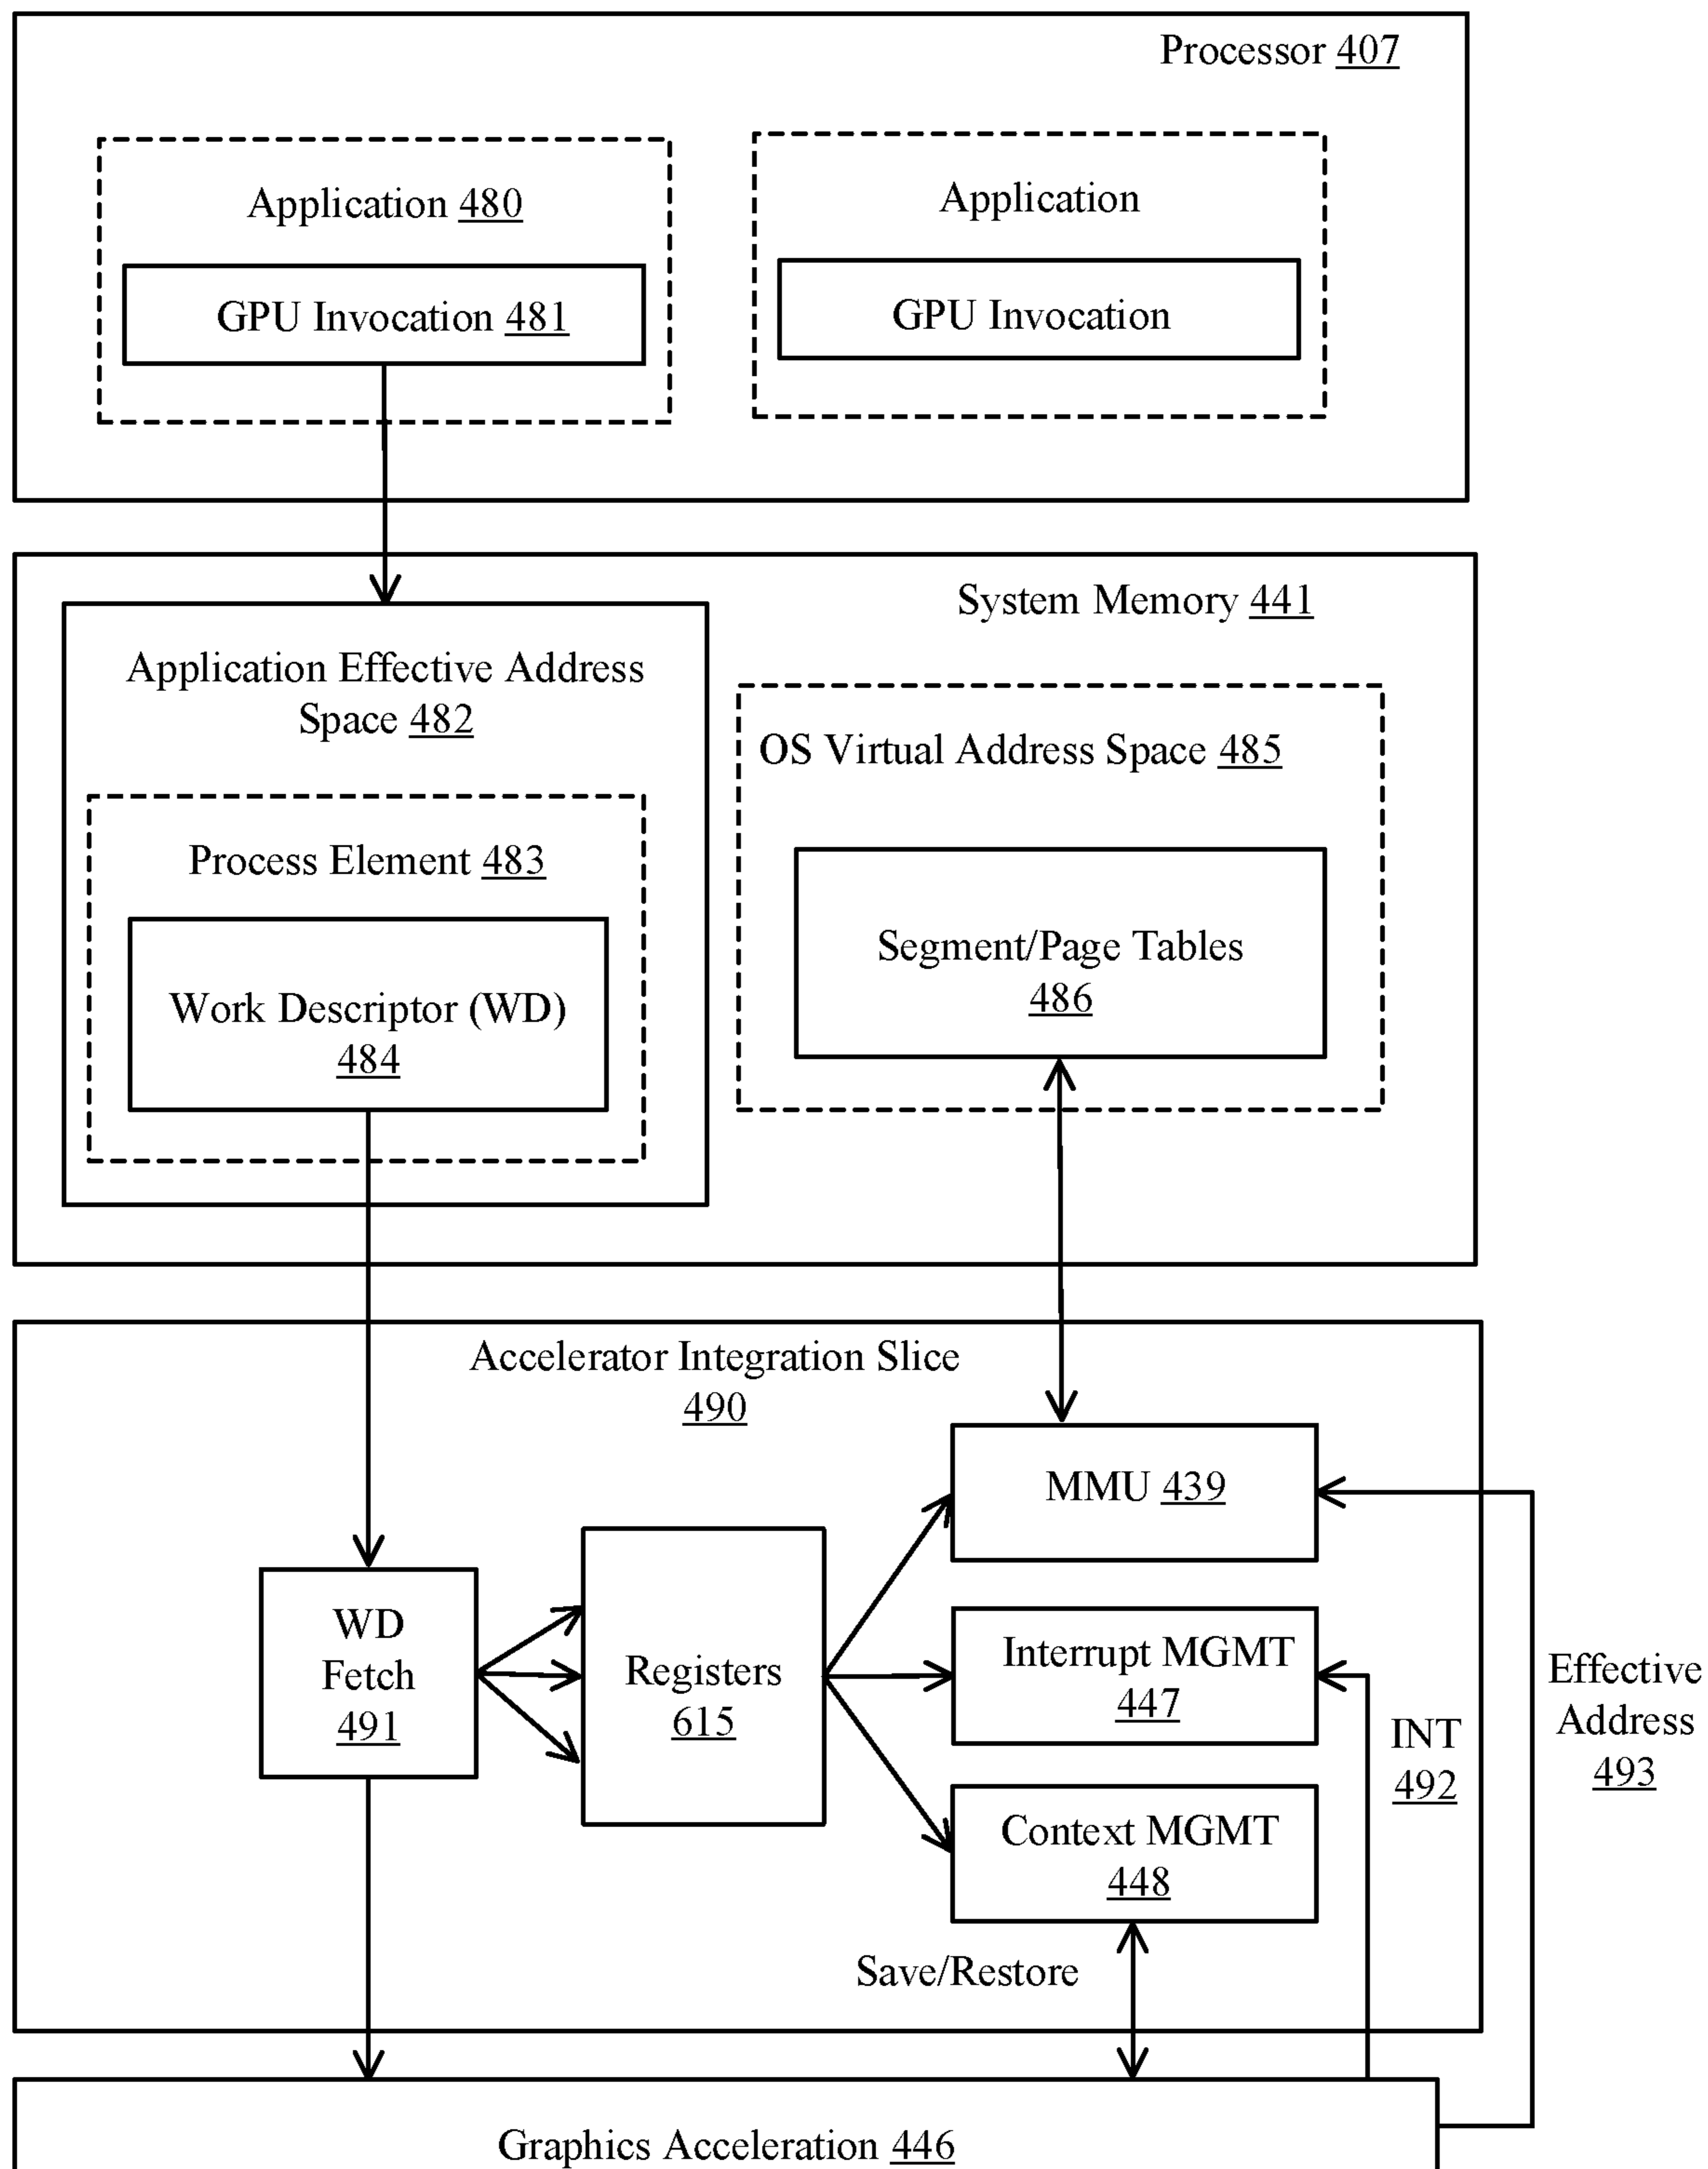 Processor 407
Application 480
Application
GPU Invocation 481
GPU Invocation
System Memory 441
Application Effective Address
Space 482
OS Virtual Address Space 485
Process Element 483
Segment/Page Tables
486
Work Descriptor (WD)
484
Accelerator Integration Slice
490
MMU 439
WD
Fetch
491
Registers
615
Interrupt MGMT
447
Effective
Address
493
INT
492
Context MGMT
448
Save/Restore
Graphics Acceleration 446